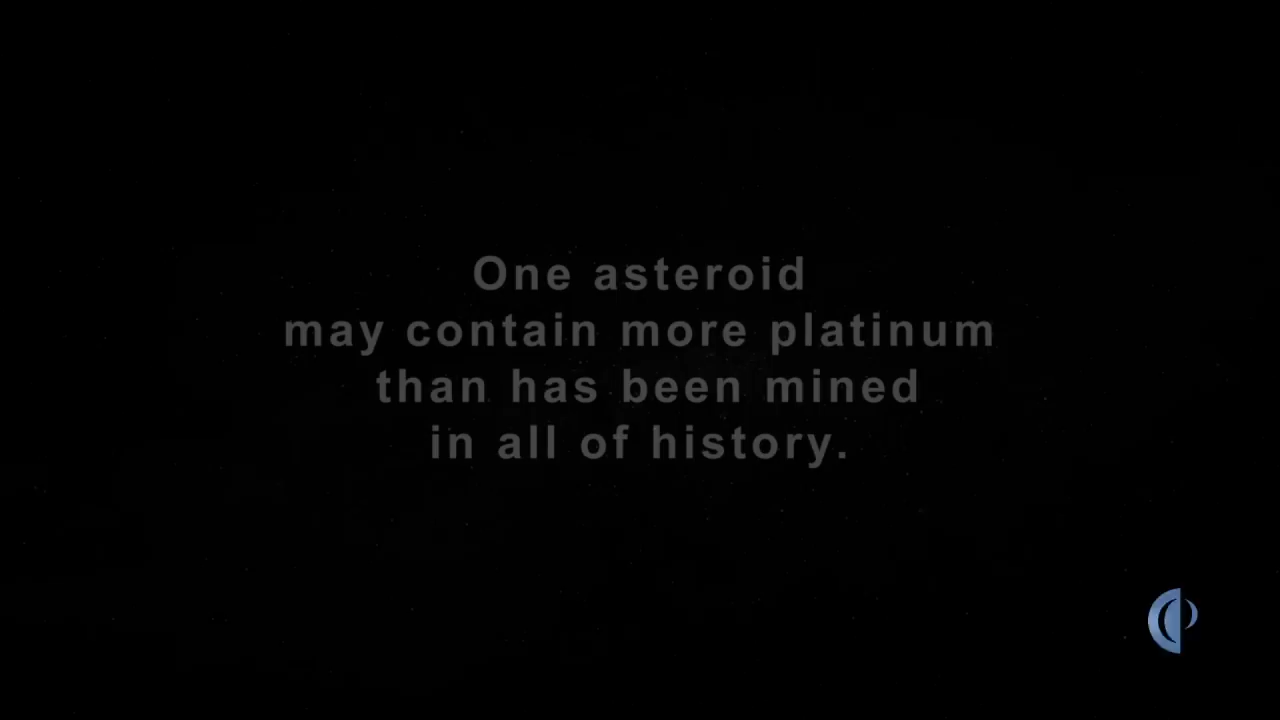 One asteroid
may contain more platinum
than has been mined
in all of history.